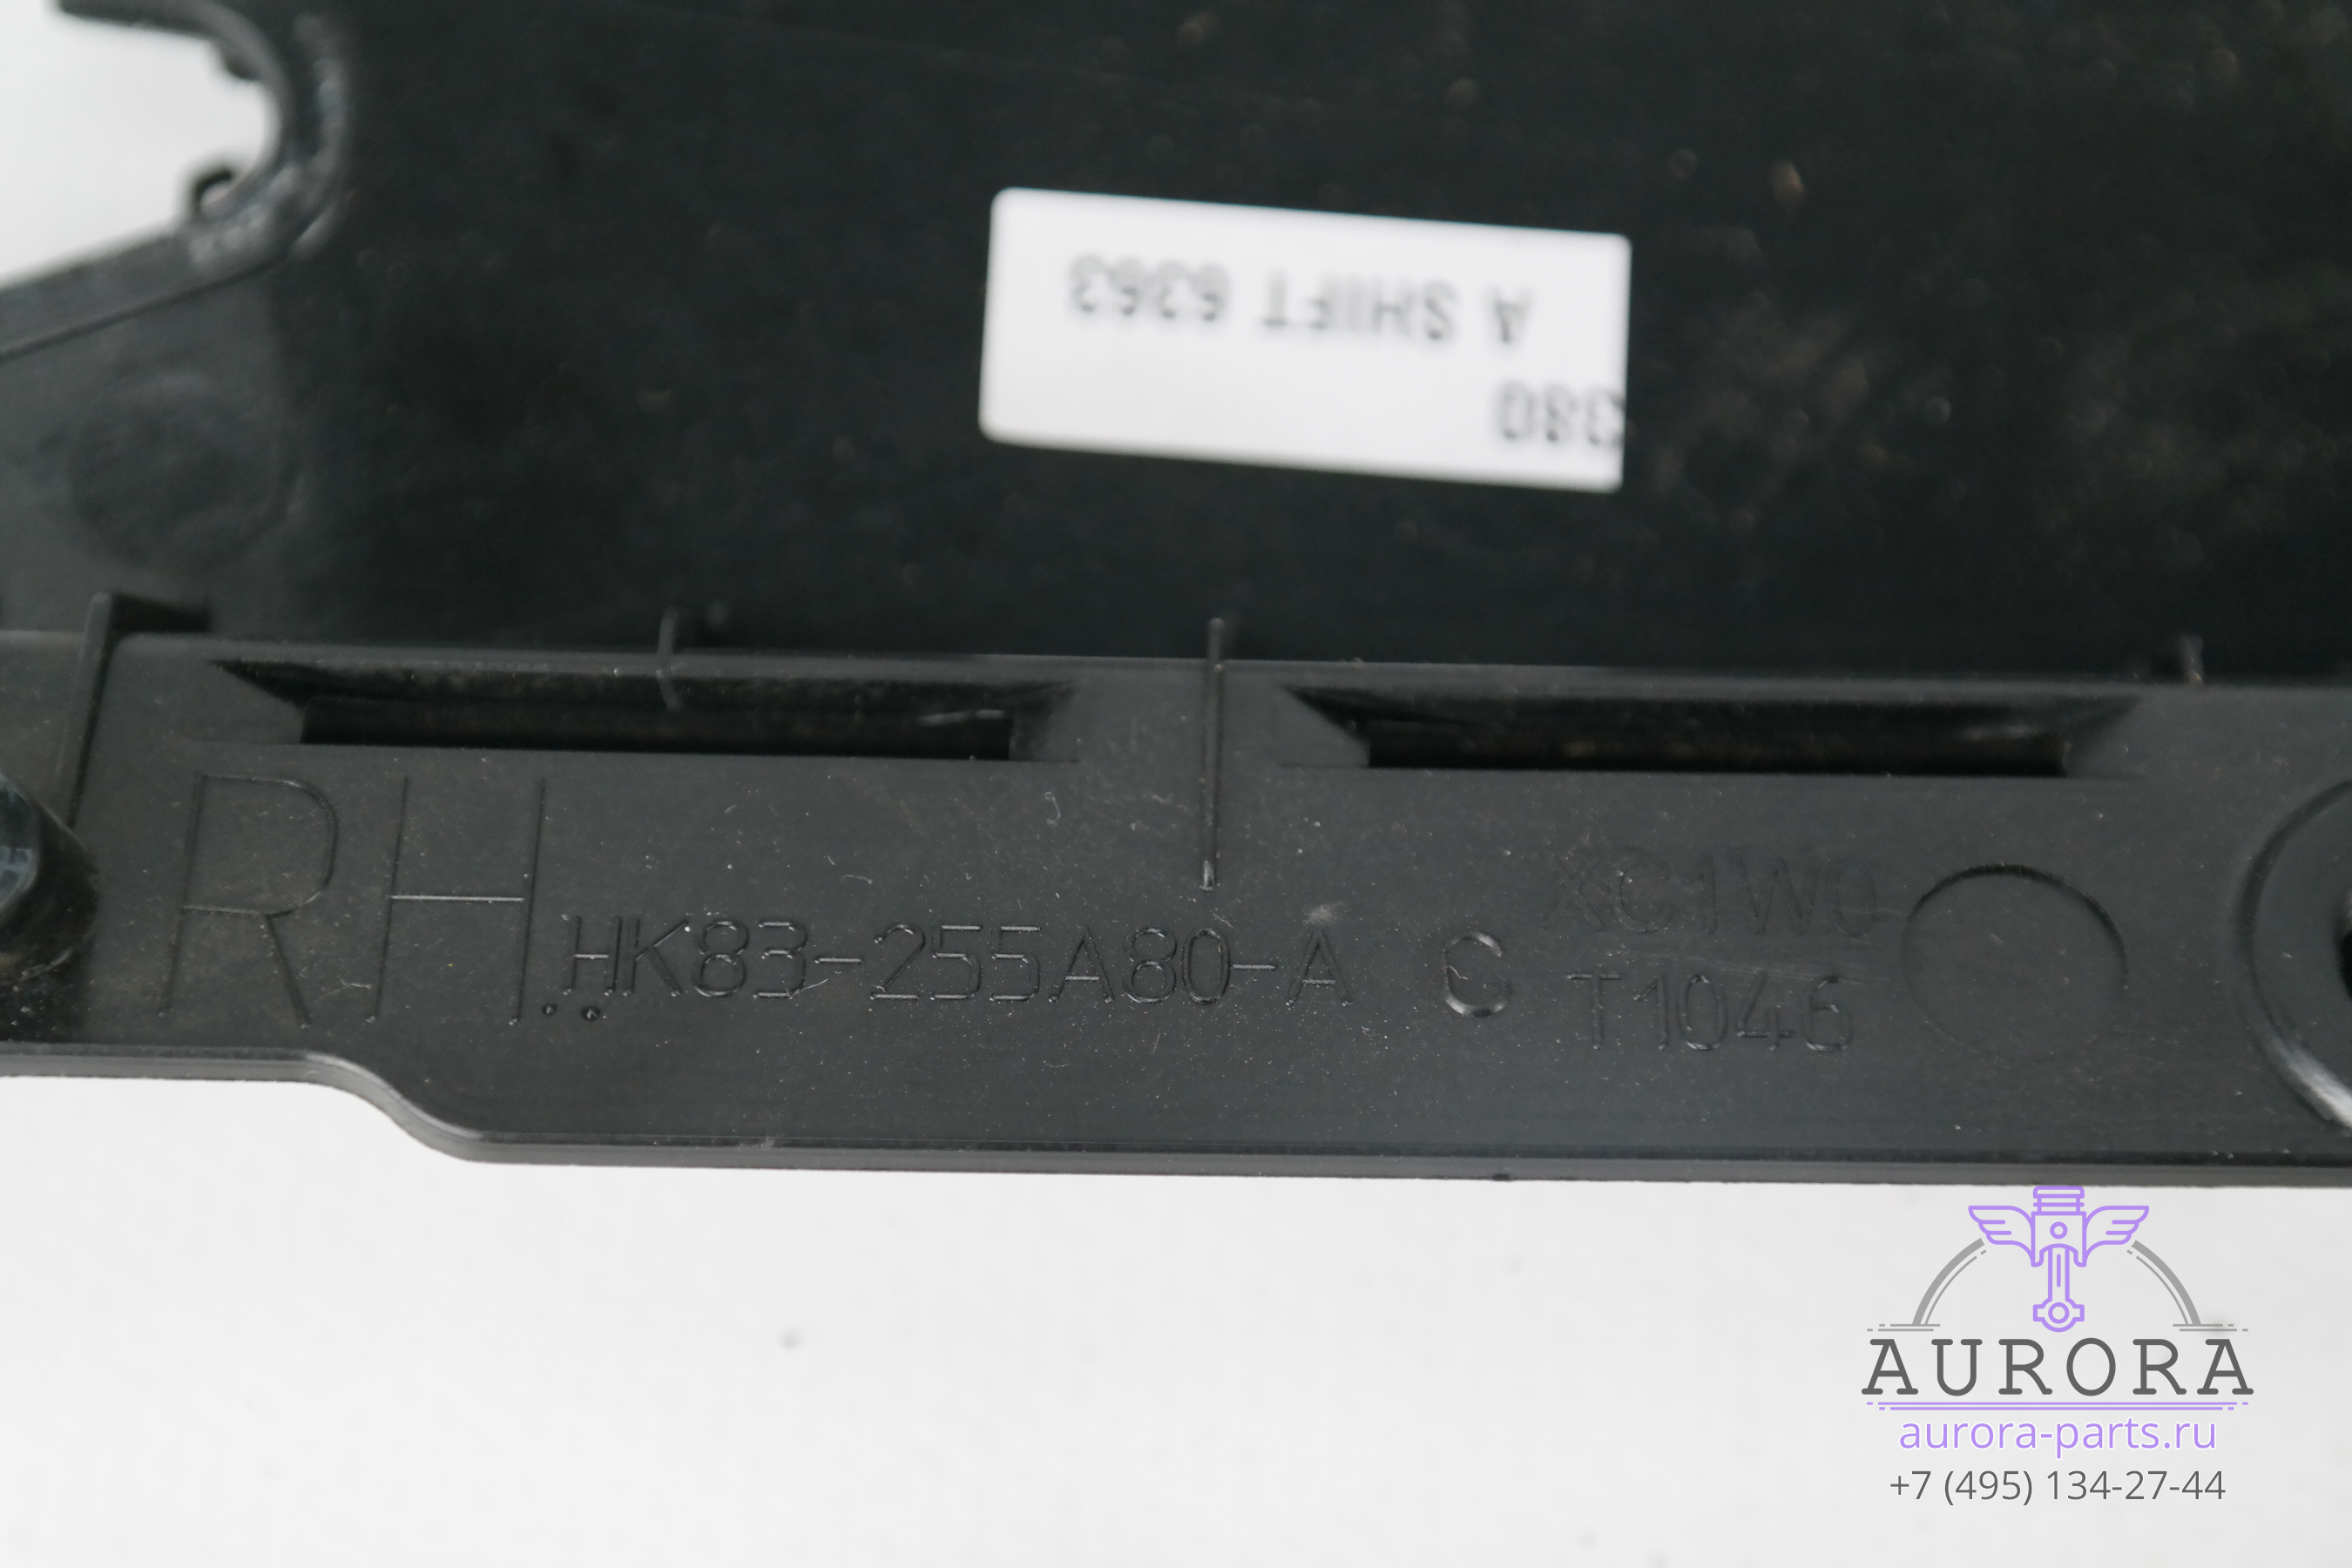 A SHIFT 6363
380
RH
HK83-255A80-A C
XC1W0
T1046
AURORA
aurora-parts.ru
+7 (495) 134-27-44